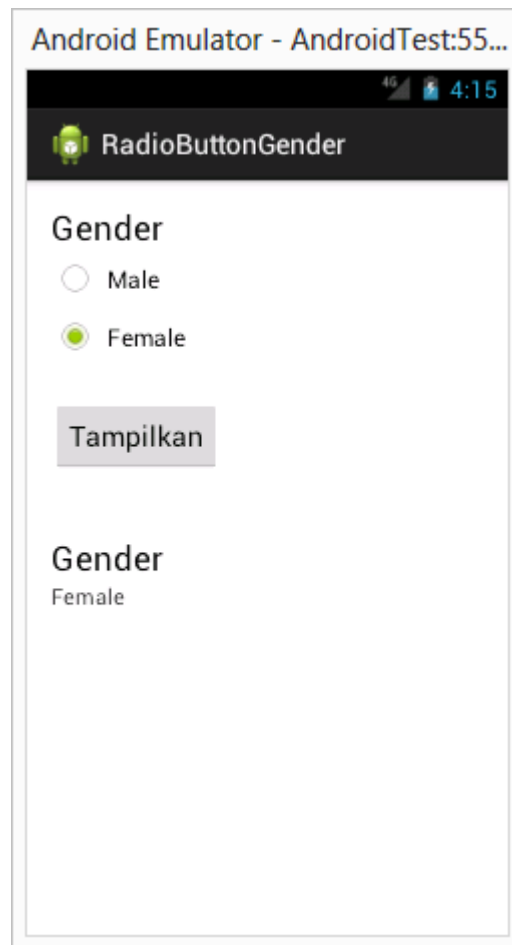 Android Emulator - AndroidTest:55...
4G 4:15
RadioButtonGender
Gender
Male
Female
Tampilkan
Gender
Female